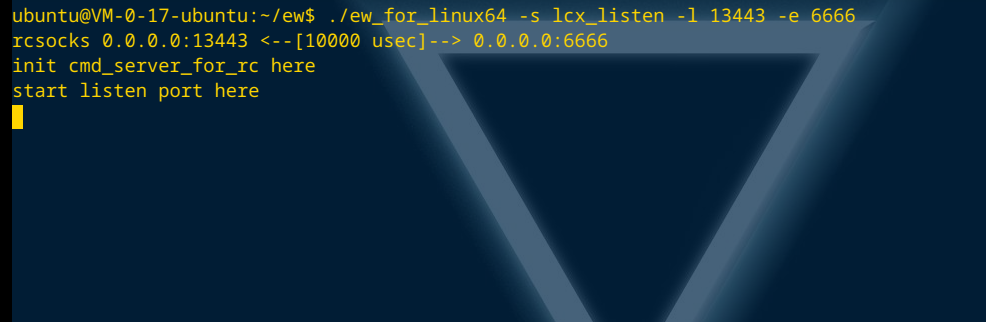 ubuntu@VM-0-17-ubuntu:~/ew$ ./ew_for_linux64 -s lcx_listen -l 13443 -e 6666
rcsocks 0.0.0.0:13443 <--[10000 usec]--> 0.0.0.0:6666
init cmd_server_for_rc here
start listen port here